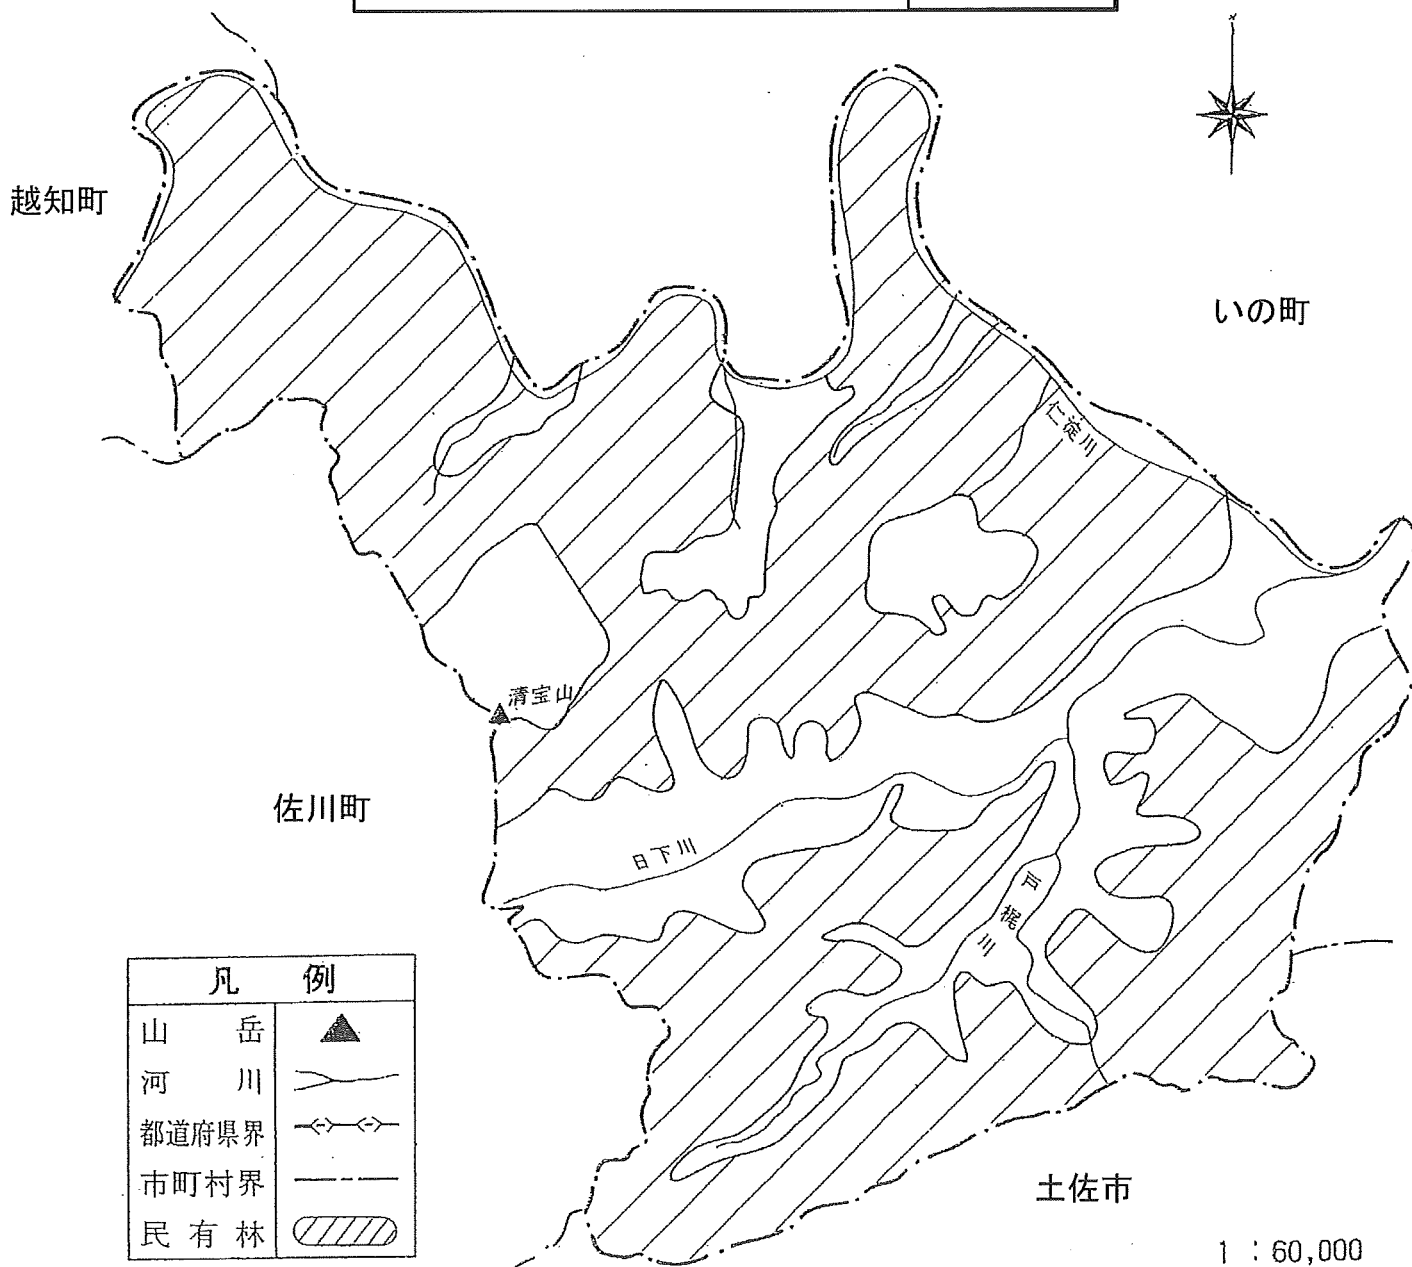 越知町
いの町
仁淀川
清宝山
佐川町
日下川
戸梶川
凡 例
山 岳
河 川
都道府県界
市町村界
民有林
土佐市
1 : 60,000